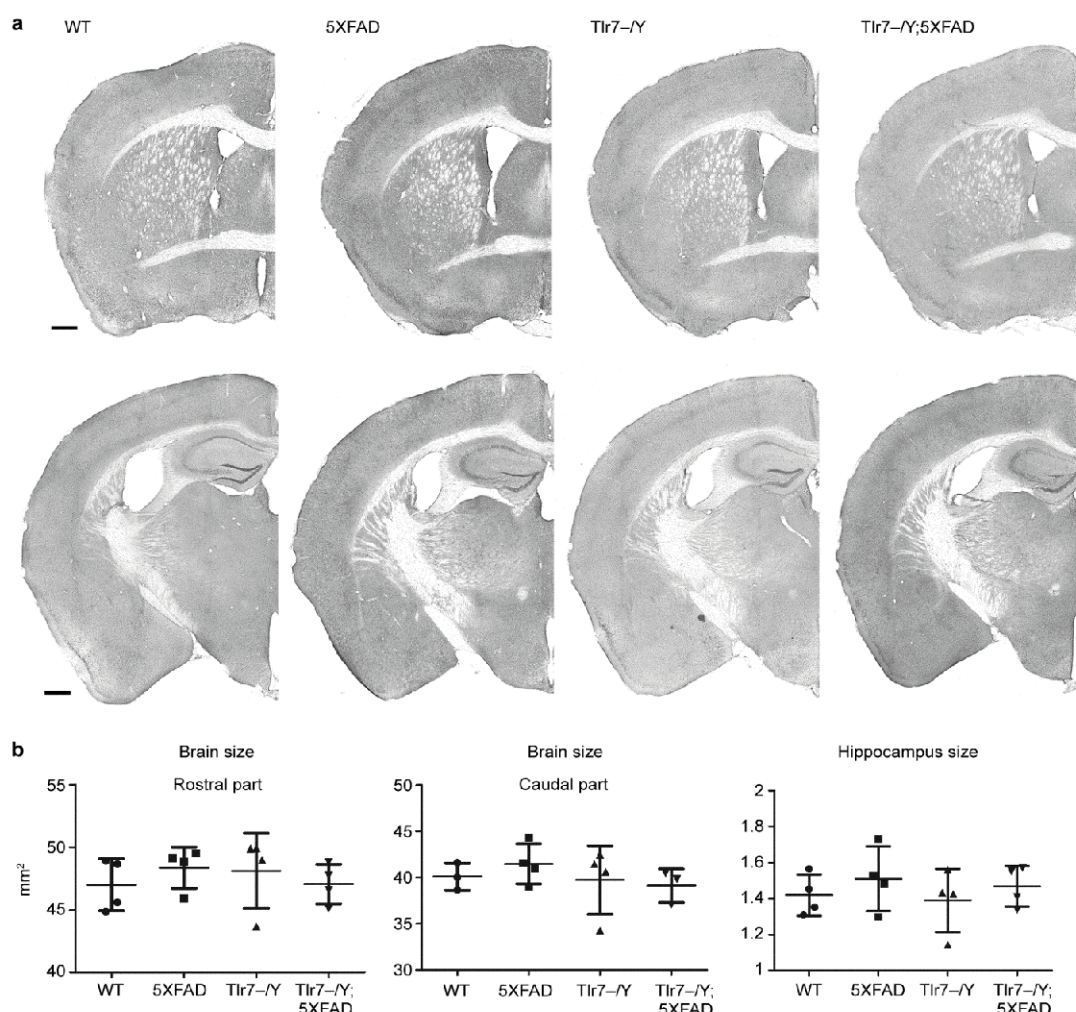 a WT 5XFAD Tlr7–/Y Tlr7–/Y;5XFAD
b Brain size Brain size Hippocampus size
Rostral part Caudal part
mm²
55
50
45
40
WT 5XFAD Tlr7–/Y Tlr7–/Y;
5XFAD
50
45
40
35
30
WT 5XFAD Tlr7–/Y Tlr7–/Y;
5XFAD
2
1.8
1.6
1.4
1.2
1
WT 5XFAD Tlr7–/Y Tlr7–/Y;
5XFAD